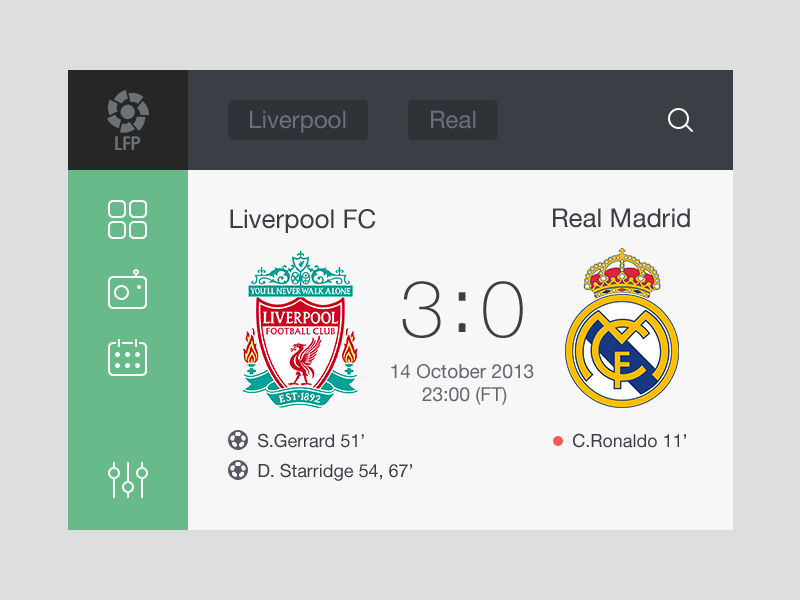 LFP
Liverpool
Real
Liverpool FC
Real Madrid
YOU'LL NEVER WALK ALONE
LIVERPOOL
FOOTBALL CLUB
EST·1892
3:0
14 October 2013
23:00 (FT)
S.Gerrard 51’
D. Starridge 54, 67’
C.Ronaldo 11’